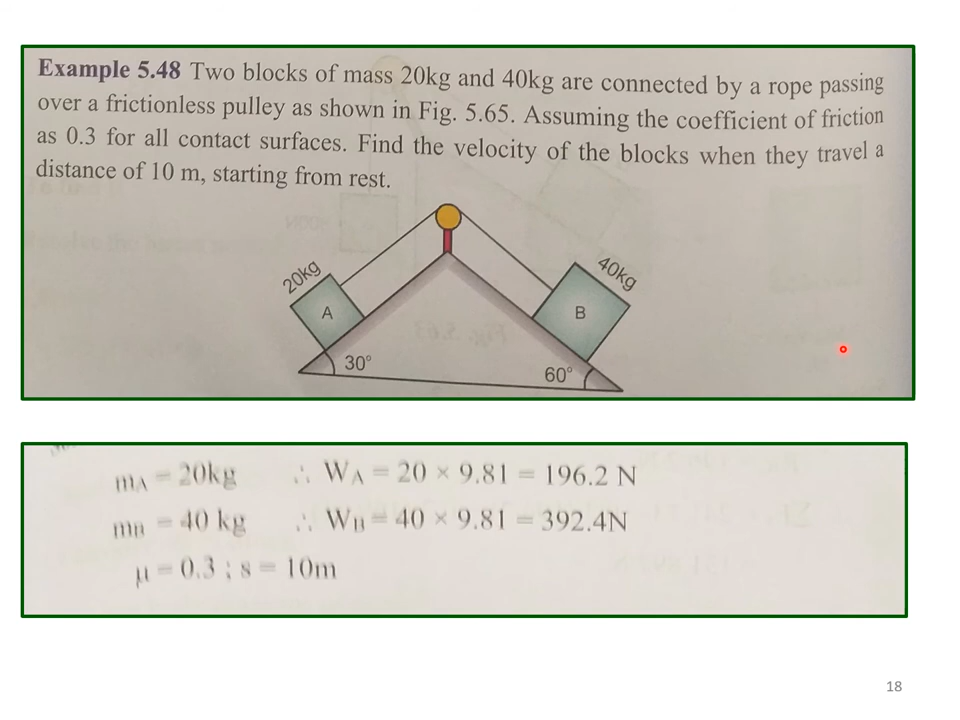 Example 5.48 Two blocks of mass 20kg and 40kg are connected by a rope passing
over a frictionless pulley as shown in Fig. 5.65. Assuming the coefficient of friction
as 0.3 for all contact surfaces. Find the velocity of the blocks when they travel a
distance of 10 m, starting from rest.
20kg
40kg
A
B
30°
60°
mA = 20kg ∴ WA = 20 × 9.81 = 196.2 N
mB = 40 kg ∴ WB = 40 × 9.81 = 392.4N
μ = 0.3 ; s = 10m
18